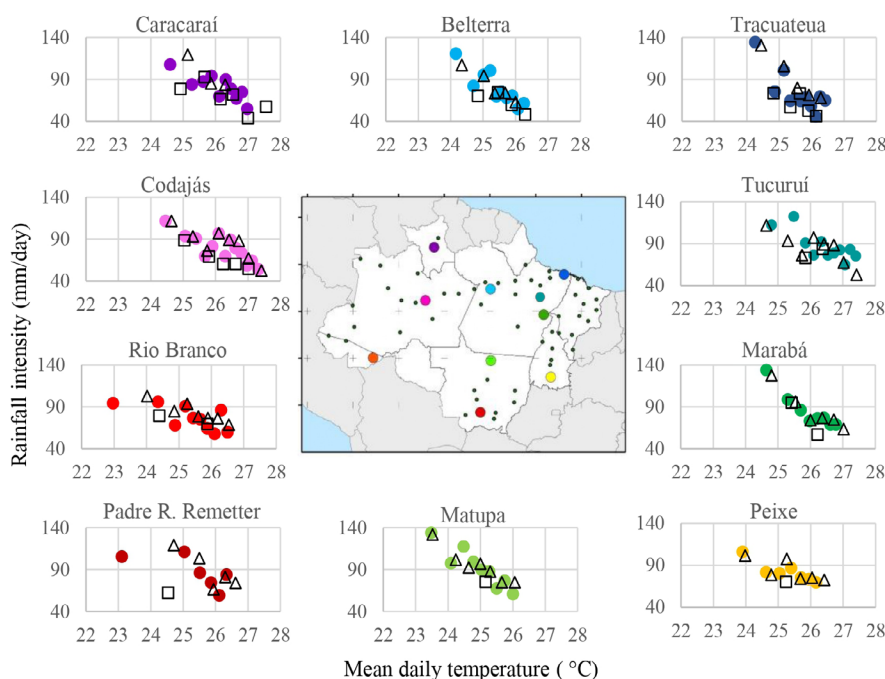 Caracaraí
140
90
40
22 23 24 25 26 27 28
Belterra
140
90
40
22 23 24 25 26 27 28
Tracuateua
140
90
40
22 23 24 25 26 27 28
Codajás
140
90
40
22 23 24 25 26 27 28
Tucuruí
140
90
40
22 23 24 25 26 27 28
Rio Branco
140
90
40
22 23 24 25 26 27 28
Marabá
140
90
40
22 23 24 25 26 27 28
Padre R. Remetter
140
90
40
22 23 24 25 26 27 28
Matupa
140
90
40
22 23 24 25 26 27 28
Peixe
140
90
40
22 23 24 25 26 27 28
Rainfall intensity (mm/day)
Mean daily temperature ( °C)